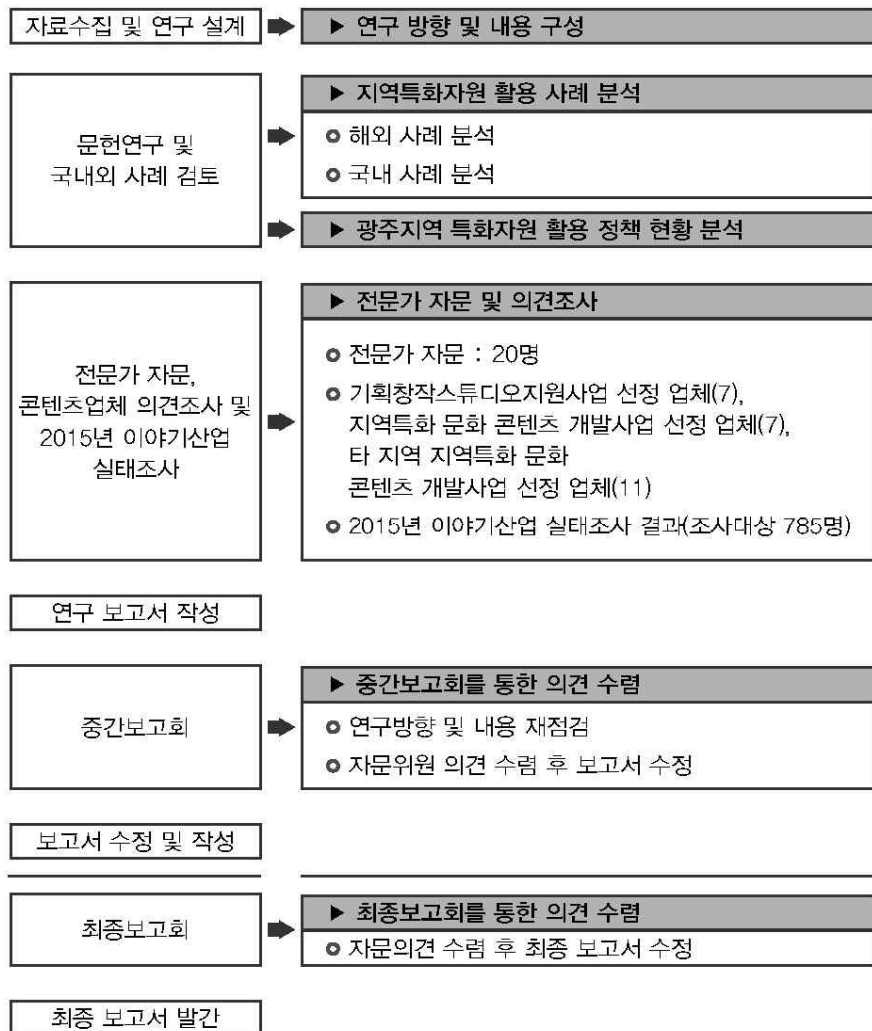 자료수집 및 연구 설계
▶ 연구 방향 및 내용 구성
문헌연구 및
국내외 사례 검토
▶ 지역특화자원 활용 사례 분석
해외 사례 분석
국내 사례 분석
▶ 광주지역 특화자원 활용 정책 현황 분석
전문가 자문,
콘텐츠업체 의견조사 및
2015년 이야기산업
실태조사
▶ 전문가 자문 및 의견조사
전문가 자문 : 20명
기획창작스튜디오지원사업 선정 업체(7),
지역특화 문화 콘텐츠 개발사업 선정 업체(7),
타 지역 지역특화 문화
콘텐츠 개발사업 선정 업체(11)
2015년 이야기산업 실태조사 결과(조사대상 785명)
연구 보고서 작성
중간보고회
▶ 중간보고회를 통한 의견 수렴
연구방향 및 내용 재점검
자문위원 의견 수렴 후 보고서 수정
보고서 수정 및 작성
최종보고회
▶ 최종보고회를 통한 의견 수렴
자문의견 수렴 후 최종 보고서 수정
최종 보고서 발간